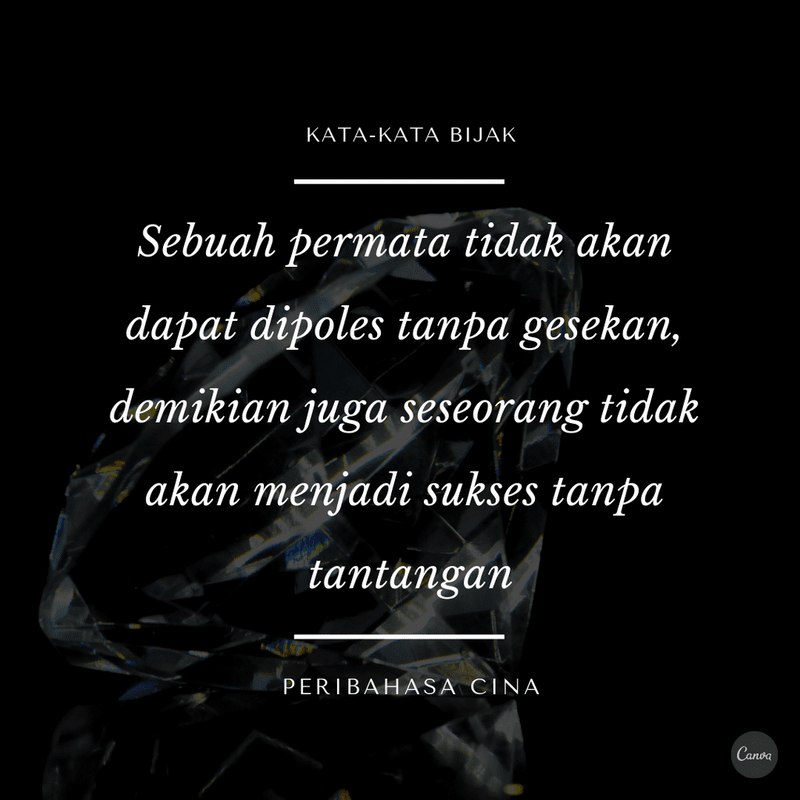 KATA-KATA BIJAK
Sebuah permata tidak akan
dapat dipoles tanpa gesekan,
demikian juga seseorang tidak
akan menjadi sukses tanpa
tantangan
PERIBAHASA CINA
Canva